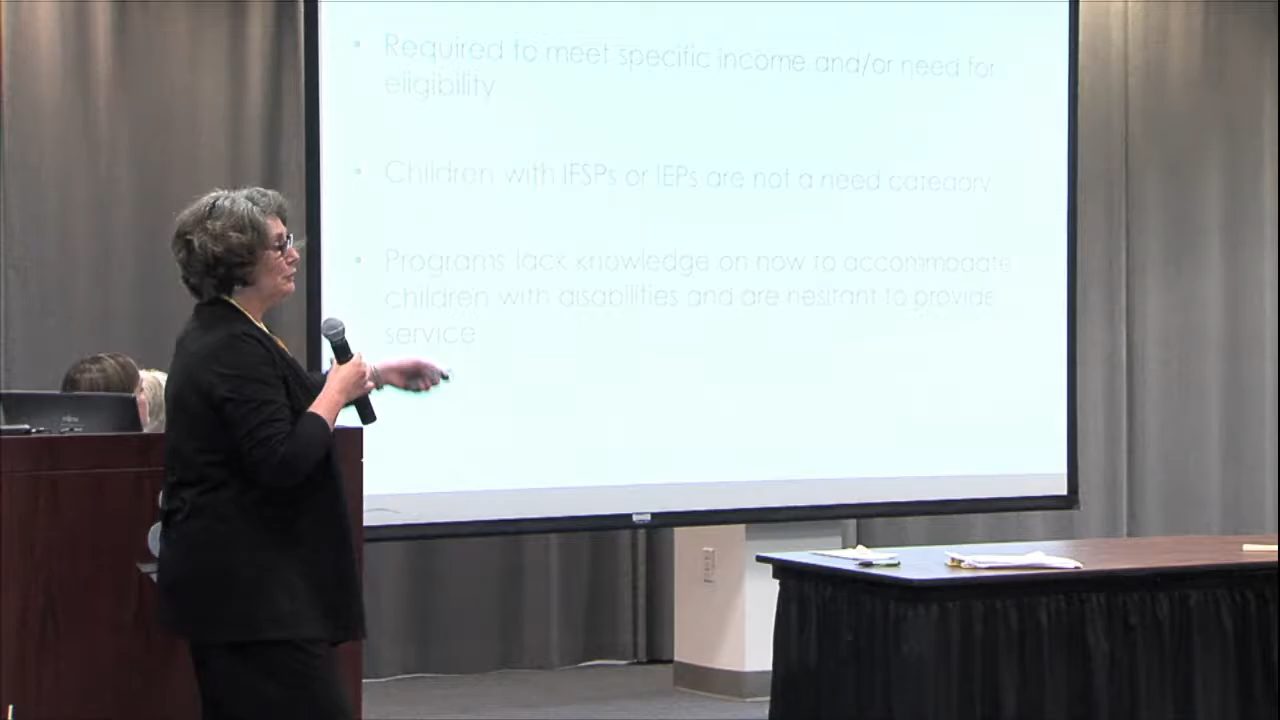 • Required to meet specific income and/or need for
eligibility
• Children with IFSPs or IEPs are not a need category
• Programs lack knowledge on how to accommodate
children with disabilities and are hesitant to provide
service
FUJITSU